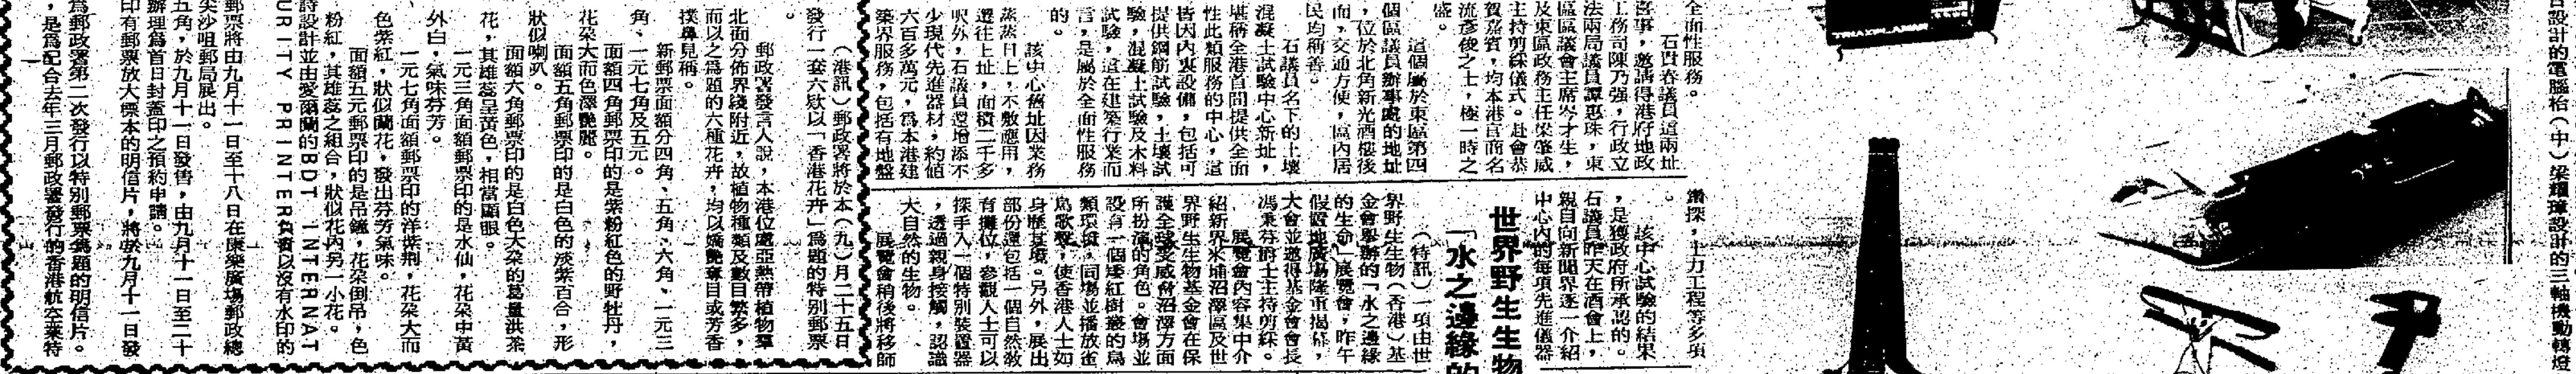 全面性服務。
石賈春議員這兩址
喜事，邀請得港府地政
工務司陳乃强，行政立
法兩局議員譚惠珠，東
區區議會主席岑才生，
及東區政務主任梁肇威
主持剪綵儀式。赴會恭
賀嘉賓，均本港官商名
流彥俊之士，極一時之
盛。
這個屬於東區第四
個區議員辦事處的地址
，位於北角新光酒樓後
面，交通方便，區內居
民均稱善。
石議員名下的土壤
混凝土試驗中心新址，
堪稱全港首間提供全面
性此類服務的中心，這
皆因內裏設備，包括可
提供鋼筋試驗，土壤試
驗，混凝土試驗及木料
試驗，這在建築行業而
言，是屬於全面性服務
的。
該中心舊址因業務
蒸蒸日上，不敷應用，
遷往上址，面積二千多
呎外，石議員還增添不
少現代先進器材，約值
六百多萬元，爲本港建
築界服務，包括有地盤
鑽探，土力工程等多項
。
該中心試驗的結果
，是獲政府所承認的。
石議員昨天在酒會上，
親自向新聞界逐一介紹
中心內的每項先進儀器
世界野生生物
「水之邊緣的
（特訊）一項由世
界野生生物（香港）基
金會舉辦的「水之邊緣
的生命」展覽會，昨午
假置地廣場隆重揭幕，
大會並邀得基金會會長
馮秉芬爵士主持剪綵。
展覽會內容集中介
紹新界米埔沼澤區及世
界野生生物基金會在保
護全球受威脅沼澤方面
所扮演的角色。會場並
設有一個矮紅樹叢的鳥
類環境，同場並播放雀
鳥歌聲，使香港人士如
身歷其境。另外，展出
部份還包括一個自然教
育攤位，參觀人士可以
探手入一個特別裝置器
，透過親身接觸，認識
大自然的生物。
展覽會稍後將移師
（港訊）郵政署將於本（九）月二十五日
發行一套六欵以「香港花卉」爲題的特別郵票
。
郵政署發言人說，本港位處亞熱帶植物羣
北面分佈界綫附近，故植物種類及數目繁多，
而以之爲題的六種花卉，均以嬌艷奪目或芳香
撲鼻見稱。
新郵票面額分四角、五角、六角、一元三
角、一元七角及五元。
面額四角郵票印的是紫粉紅色的野牡丹，
花朵大而色澤艷麗。
面額五角郵票印的是白色的淡紫百合，形
狀似喇叭。
面額六角郵票印的是白色大朵的葛量洪茶
花，其雄蕊呈黃色，相當顯眼。
一元三角面額郵票印的是水仙，花朵中黃
外白，氣味芬芳。
一元七角面額郵票印的洋紫荆，花朵大而
色紫紅，狀似蘭花，發出芬芳氣味。
面額五元郵票印的是吊鐘，花朵倒吊，色
粉紅，其雄蕊之組合，狀似花內另一小花。
詩設計並由愛爾蘭的BDT INTERNAT
URITY PRINTER負責以沒有水印的
郵票將由九月十一日至十八日在康樂廣塲郵政總
尖沙咀郵局展出。
五角，於九月十一日發售，由九月十一日至二十
辦理爲首日封蓋印之預約申請。
印有郵票放大標本的明信片，將於九月十一日發
爲郵政署第二次發行以特別郵票爲題的明信片。
，是爲配合去年三月郵政署發行的香港航空業特
設計的電腦枱（中）梁輝璇設計的三軸機動轉燈